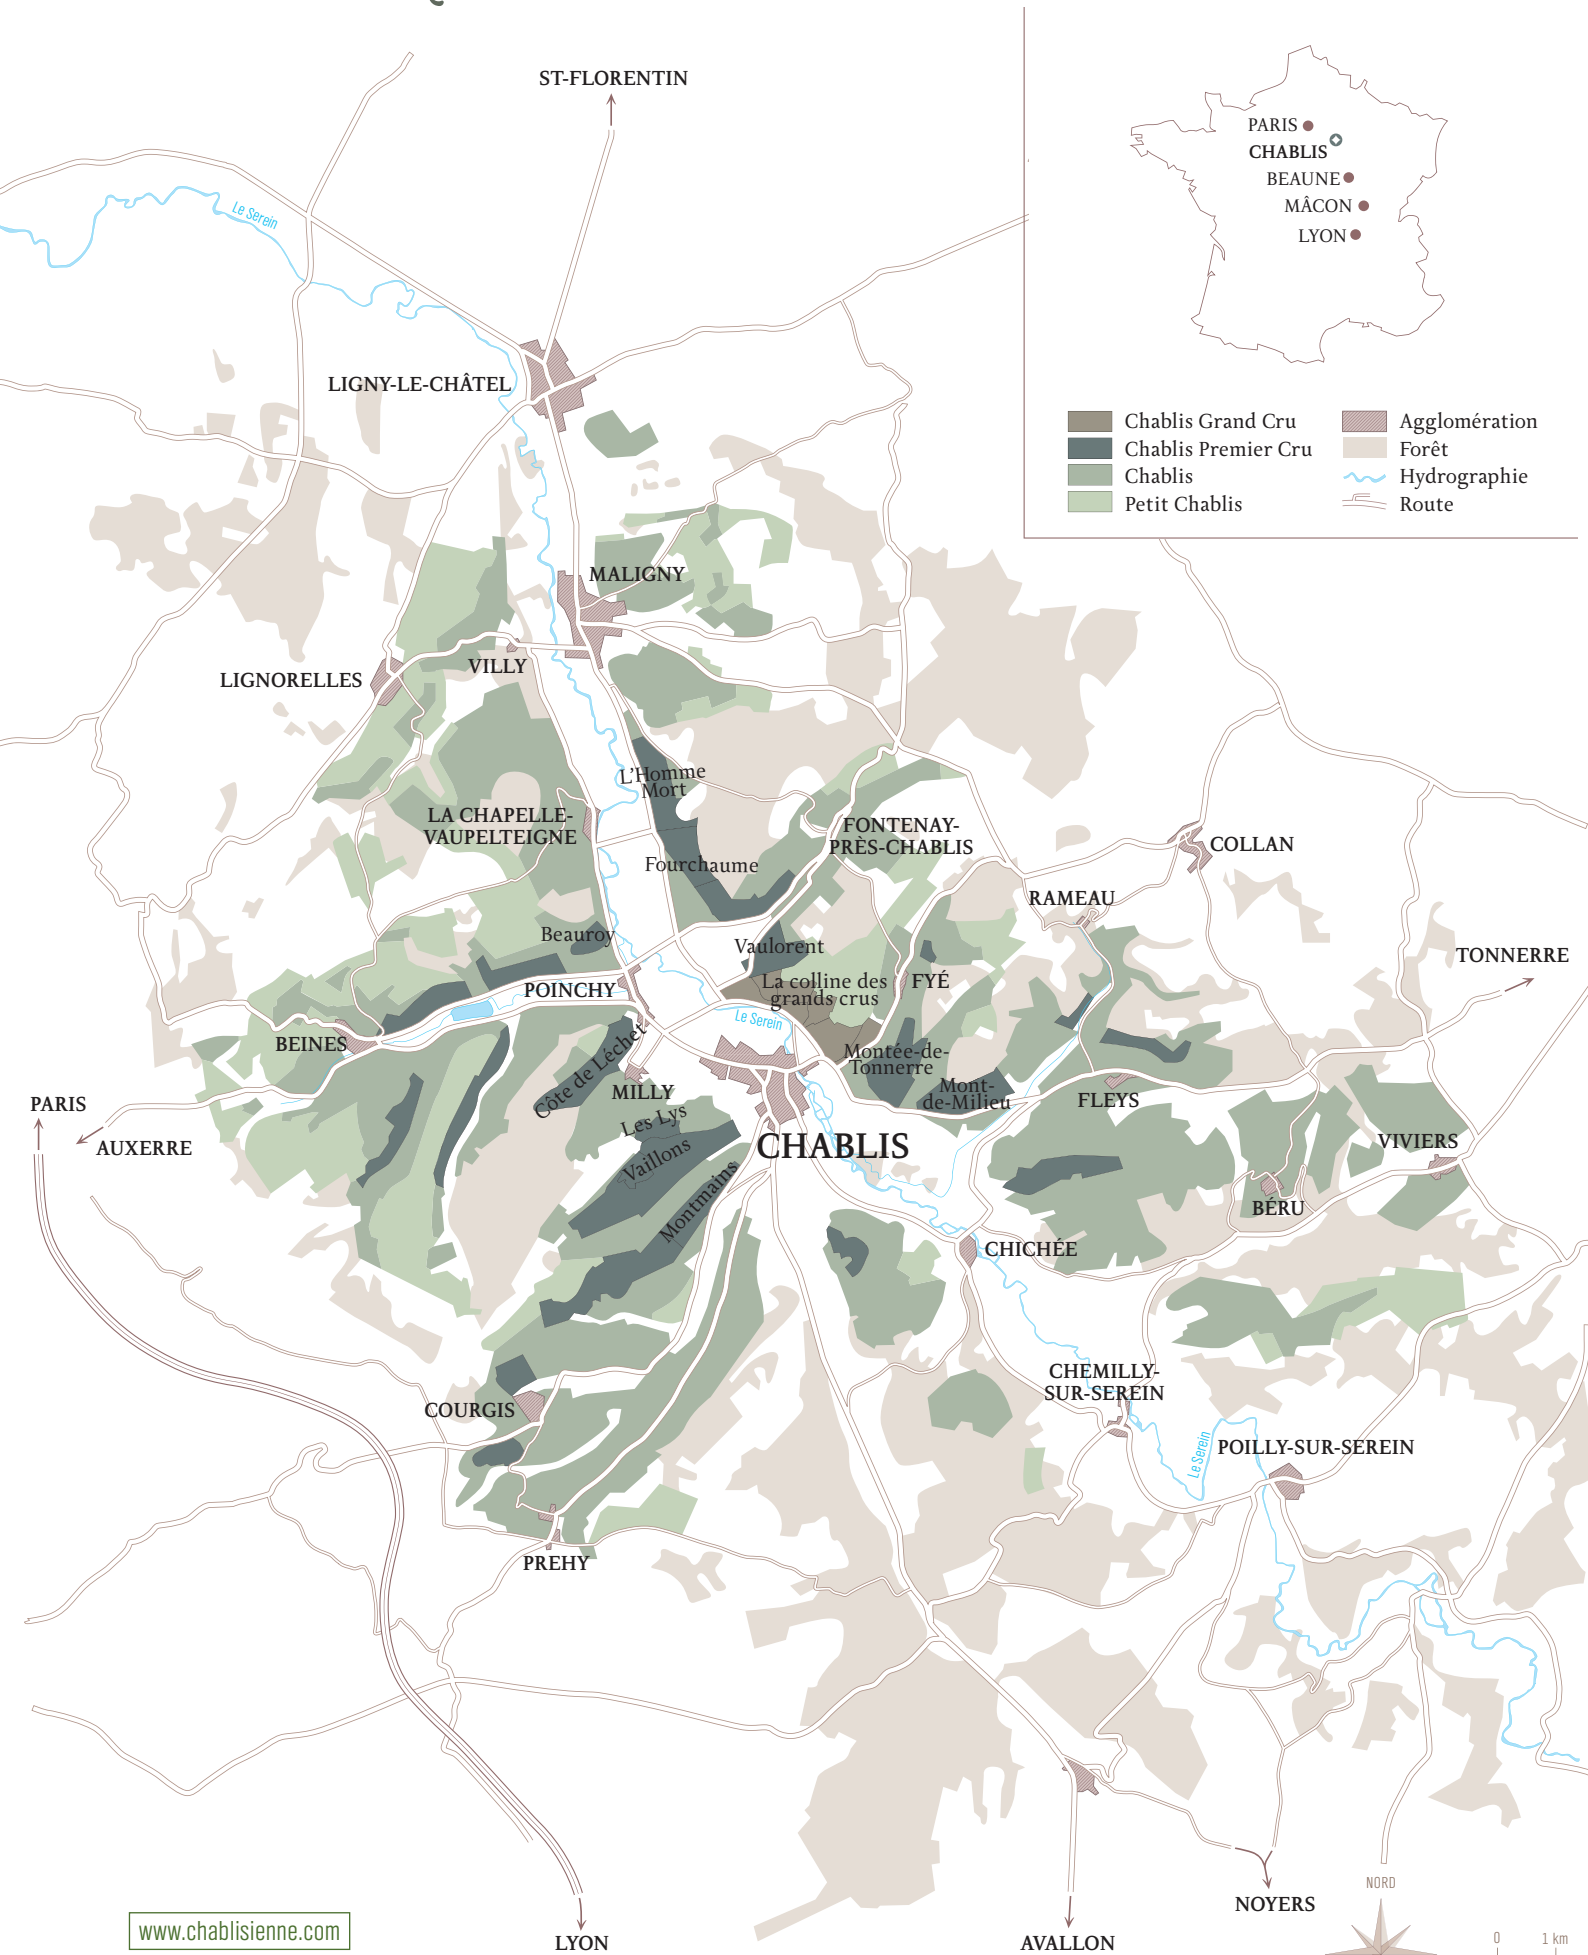 ST-FLORENTIN
PARIS
CHABLIS
BEAUNE
MÂCON
LYON
Le Serein
LIGNY-LE-CHÂTEL
Chablis Grand Cru
Chablis Premier Cru
Chablis
Petit Chablis
Agglomération
Forêt
Hydrographie
Route
MALIGNY
VILLY
LIGNORELLES
L'Homme
Mort
LA CHAPELLE-
VAUPELTEIGNE
FONTENAY-
PRÈS-CHABLIS
COLLAN
Fourchaume
RAMEAU
Beauroy
Vaulorent
TONNERRE
La colline des
grands crus
FYÉ
POINCHY
Le Serein
BEINES
Côte de Léchet
Montée-de-
Tonnerre
MILLY
Mont-
de-Milieu
FLEYS
PARIS
Les Lys
AUXERRE
Vaillons
CHABLIS
VIVIERS
Montmains
BÉRU
CHICHÉE
CHEMILLY-
SUR-SEREIN
COURGIS
Le Serein
POILLY-SUR-SEREIN
PREHY
NORD
NOYERS
www.chablisienne.com
LYON
AVALLON
0 1 km